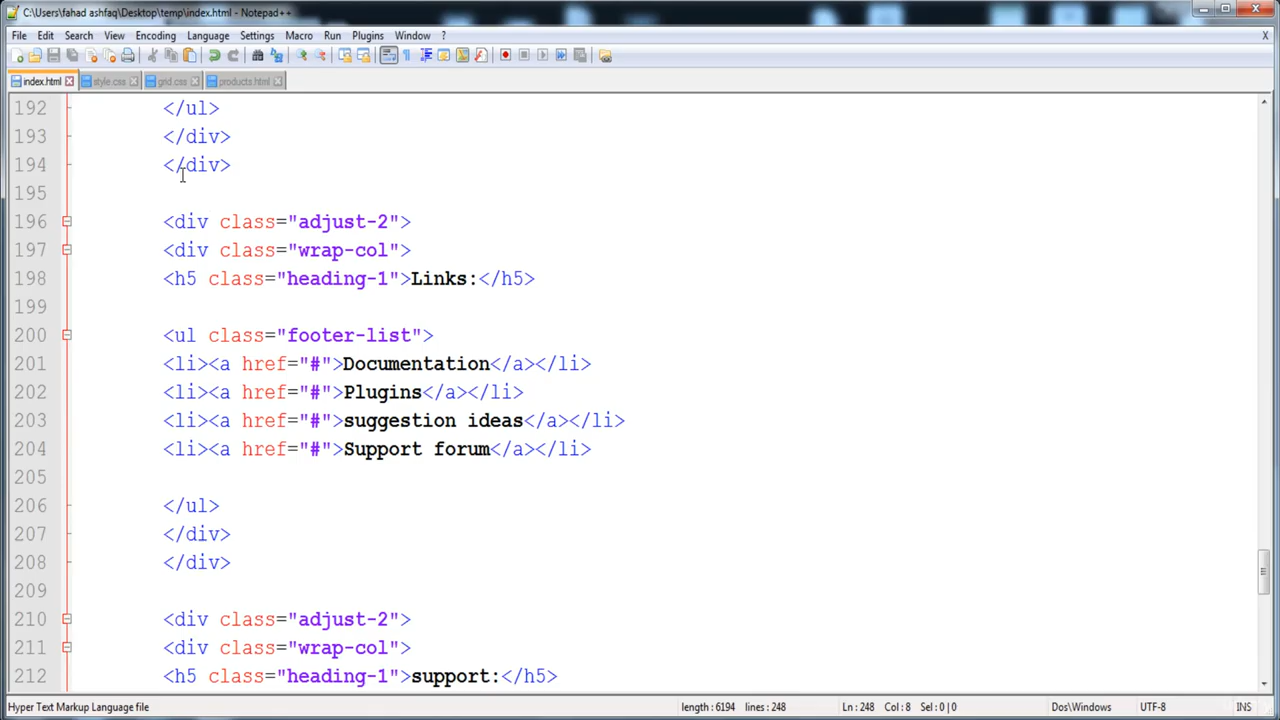 C:\Users\fahad ashfaq\Desktop\temp\index.html - Notepad++
File Edit Search View Encoding Language Settings Macro Run Plugins Window ? X
index.html style.css grid.css products.html
192 </ul>
193 </div>
194 </div>
195
196 <div class="adjust-2">
197 <div class="wrap-col">
198 <h5 class="heading-1">Links:</h5>
199
200 <ul class="footer-list">
201 <li><a href="#">Documentation</a></li>
202 <li><a href="#">Plugins</a></li>
203 <li><a href="#">suggestion ideas</a></li>
204 <li><a href="#">Support forum</a></li>
205
206 </ul>
207 </div>
208 </div>
209
210 <div class="adjust-2">
211 <div class="wrap-col">
212 <h5 class="heading-1">support:</h5>
Hyper Text Markup Language file length : 6194 lines : 248 Ln : 248 Col : 8 Sel : 0 | 0 Dos\Windows UTF-8 INS